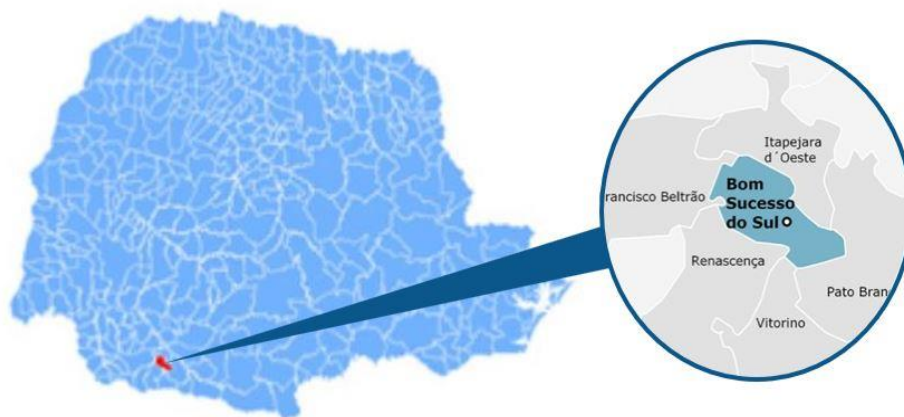 Itapejara
d´Oeste
Bom
Sucesso
do Sul
rancisco Beltrão
Renascença
Pato Bran
Vitorino